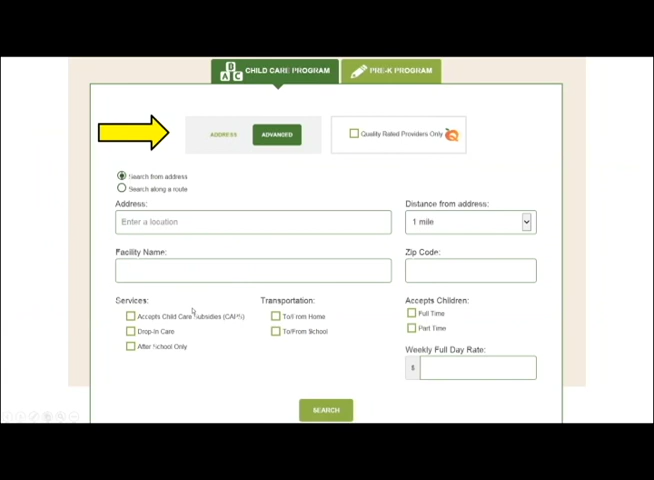 CHILD CARE PROGRAM
PRE-K PROGRAM
ADDRESS
ADVANCED
Quality Rated Providers Only
Search from address
Search along a route
Address:
Distance from address:
Enter a location
1 mile
Facility Name:
Zip Code:
Services:
Transportation:
Accepts Children:
Accepts Child Care Subsidies (CAPS)
To/From Home
Full Time
Drop-In Care
To/From School
Part Time
After School Only
Weekly Full Day Rate:
$
SEARCH